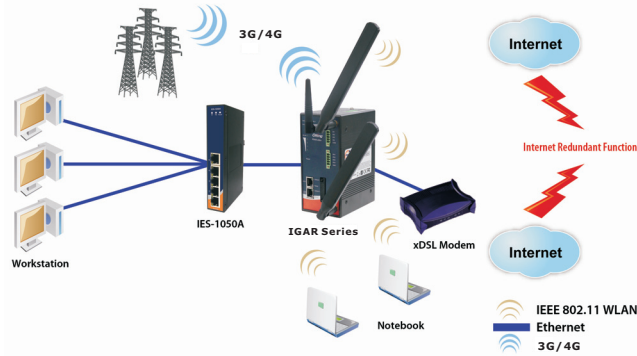 3G/4G
Internet
Internet Redundant Function
IES-1050A
IGAR Series
xDSL Modem
Workstation
Internet
Notebook
IEEE 802.11 WLAN
Ethernet
3G/4G